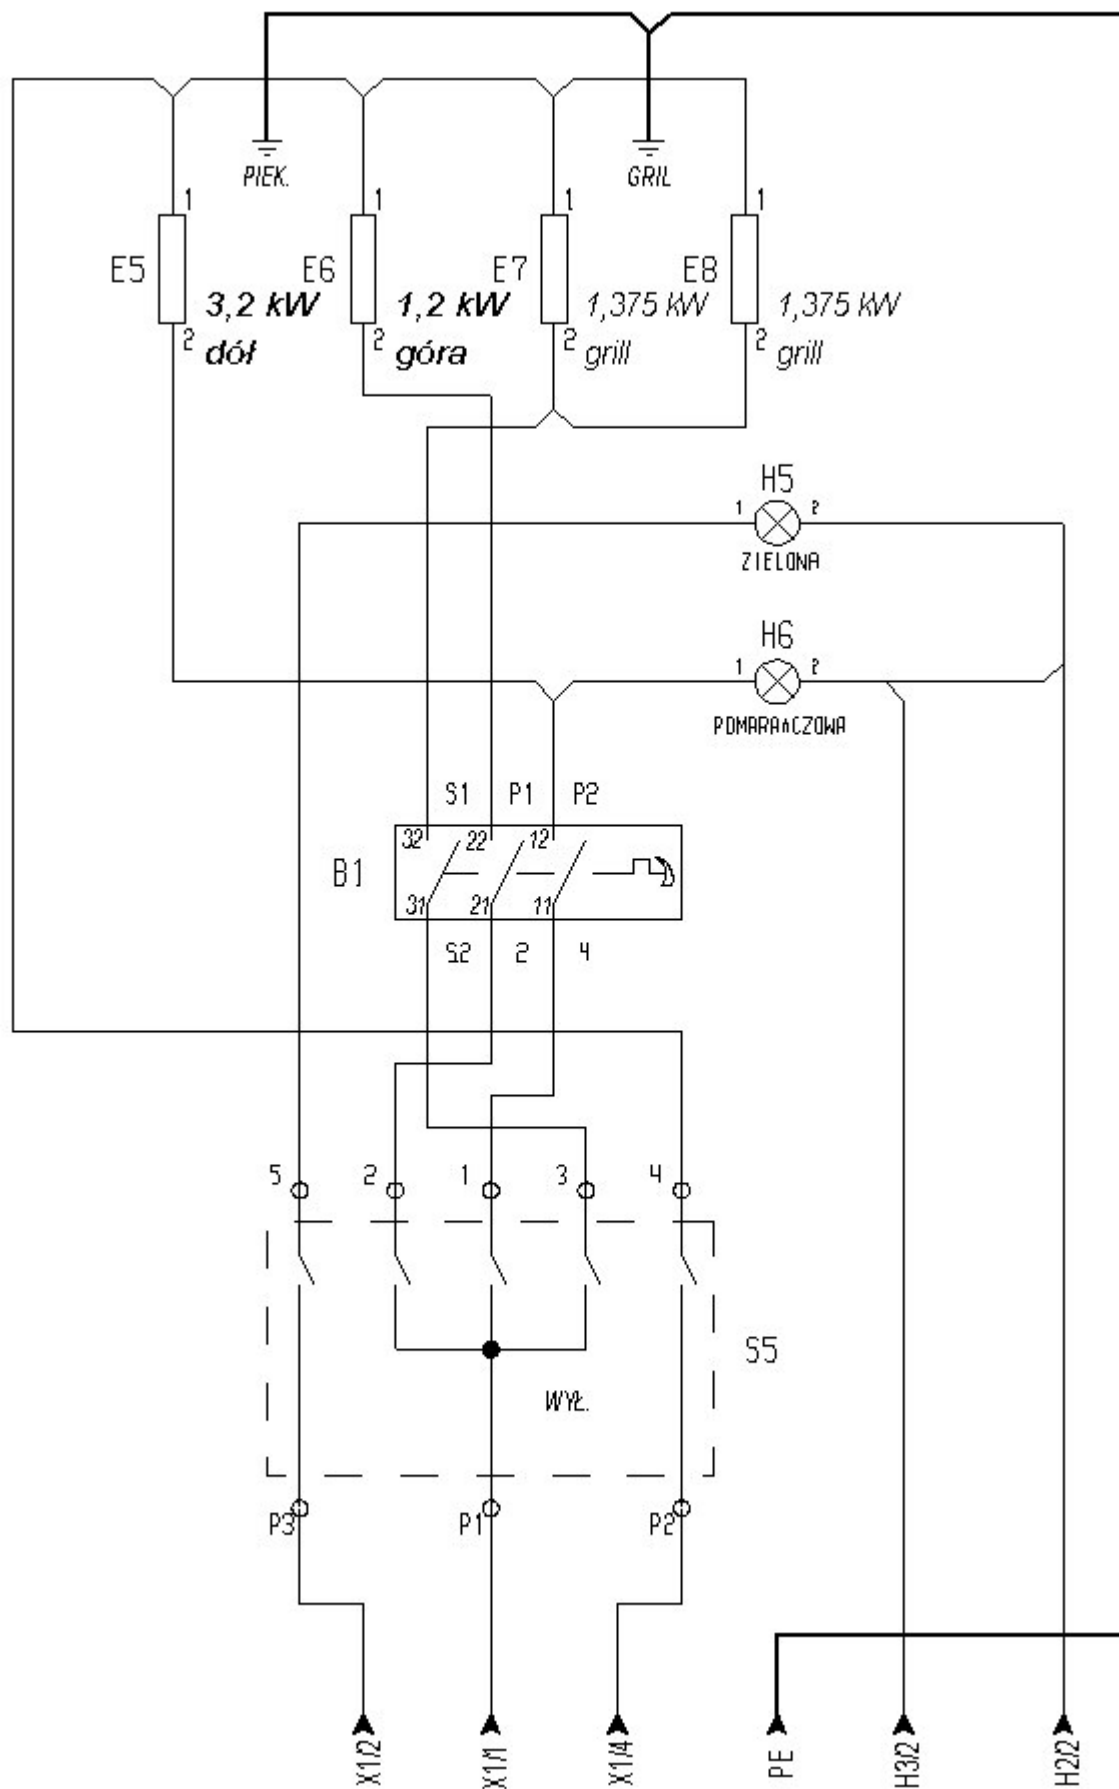 PIEK.
GRIL
1
1
1
1
E5
E6
E7
E8
3,2 kW
1,2 kW
1,375 kW
1,375 kW
2
2
2
2
dół
góra
grill
grill
H5
1
2
ZIELONA
H6
1
2
POMARAńCZOWA
S1 P1 P2
32 22 12
B1
31 21 11
S2 2 4
5 2 1 3 4
S5
WYŁ.
P3 P1 P2
X1/2 X1/1 X1/4 PE H3/2 H2/2